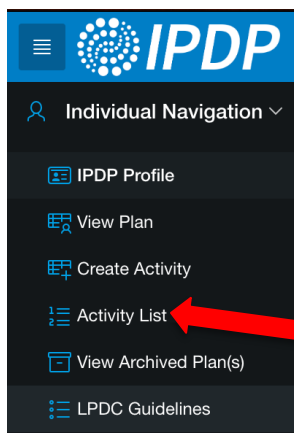 IPDP
Individual Navigation
IPDP Profile
View Plan
Create Activity
Activity List
View Archived Plan(s)
LPDC Guidelines